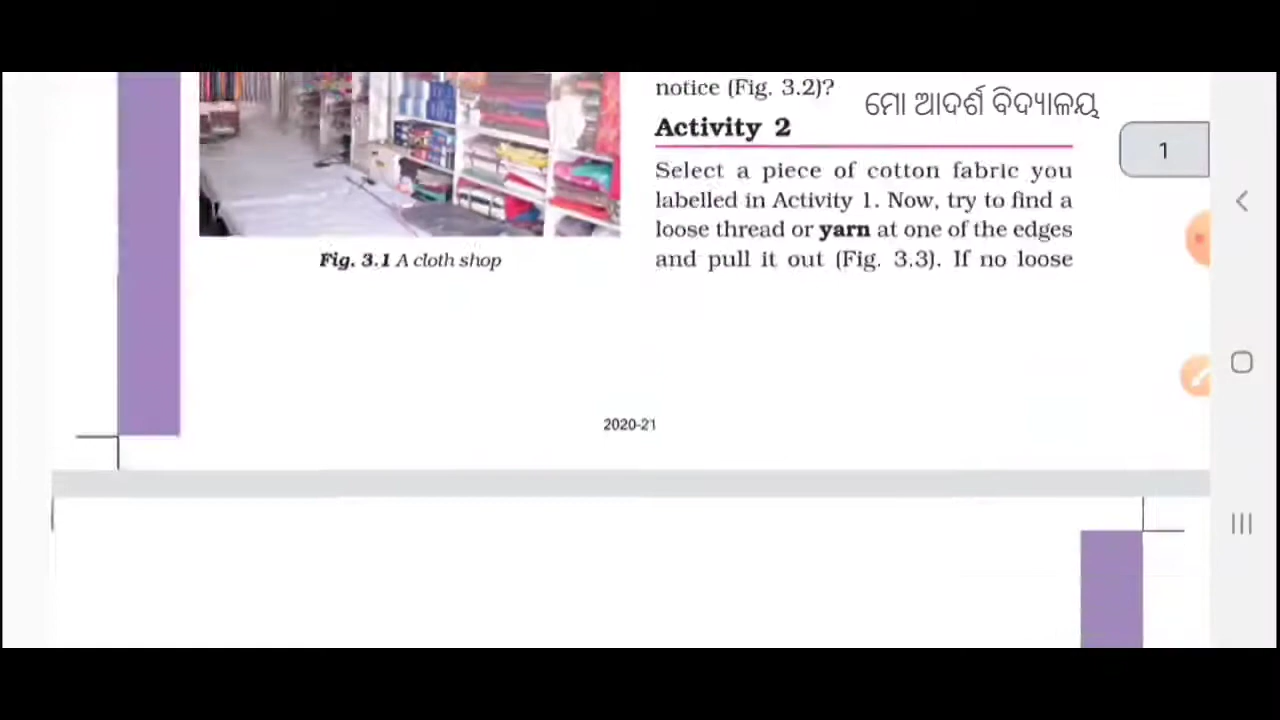 notice (Fig. 3.2)?
ମୋ ଆଦର୍ଶ ବିଦ୍ୟାଳୟ
Activity 2
1
Select a piece of cotton fabric you
labelled in Activity 1. Now, try to find a
loose thread or yarn at one of the edges
and pull it out (Fig. 3.3). If no loose
Fig. 3.1 A cloth shop
2020-21